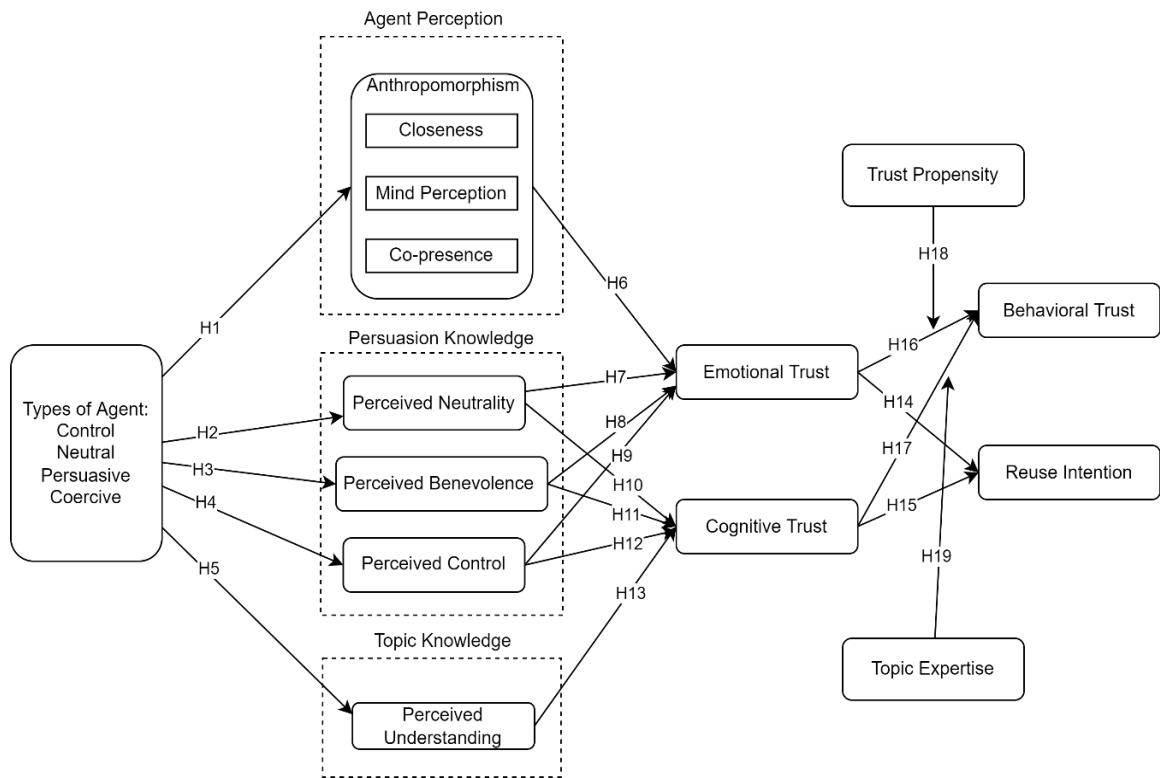 Agent Perception
Anthropomorphism
Closeness
Mind Perception
Co-presence
H1
H6
Persuasion Knowledge
Types of Agent:
Control
Neutral
Persuasive
Coercive
H2
H3
H4
H5
Perceived Neutrality
Perceived Benevolence
Perceived Control
H7
H8
H9
H10
H11
H12
H13
Topic Knowledge
Perceived
Understanding
Emotional Trust
Cognitive Trust
Trust Propensity
H18
H16
H14
H17
H15
H19
Behavioral Trust
Reuse Intention
Topic Expertise